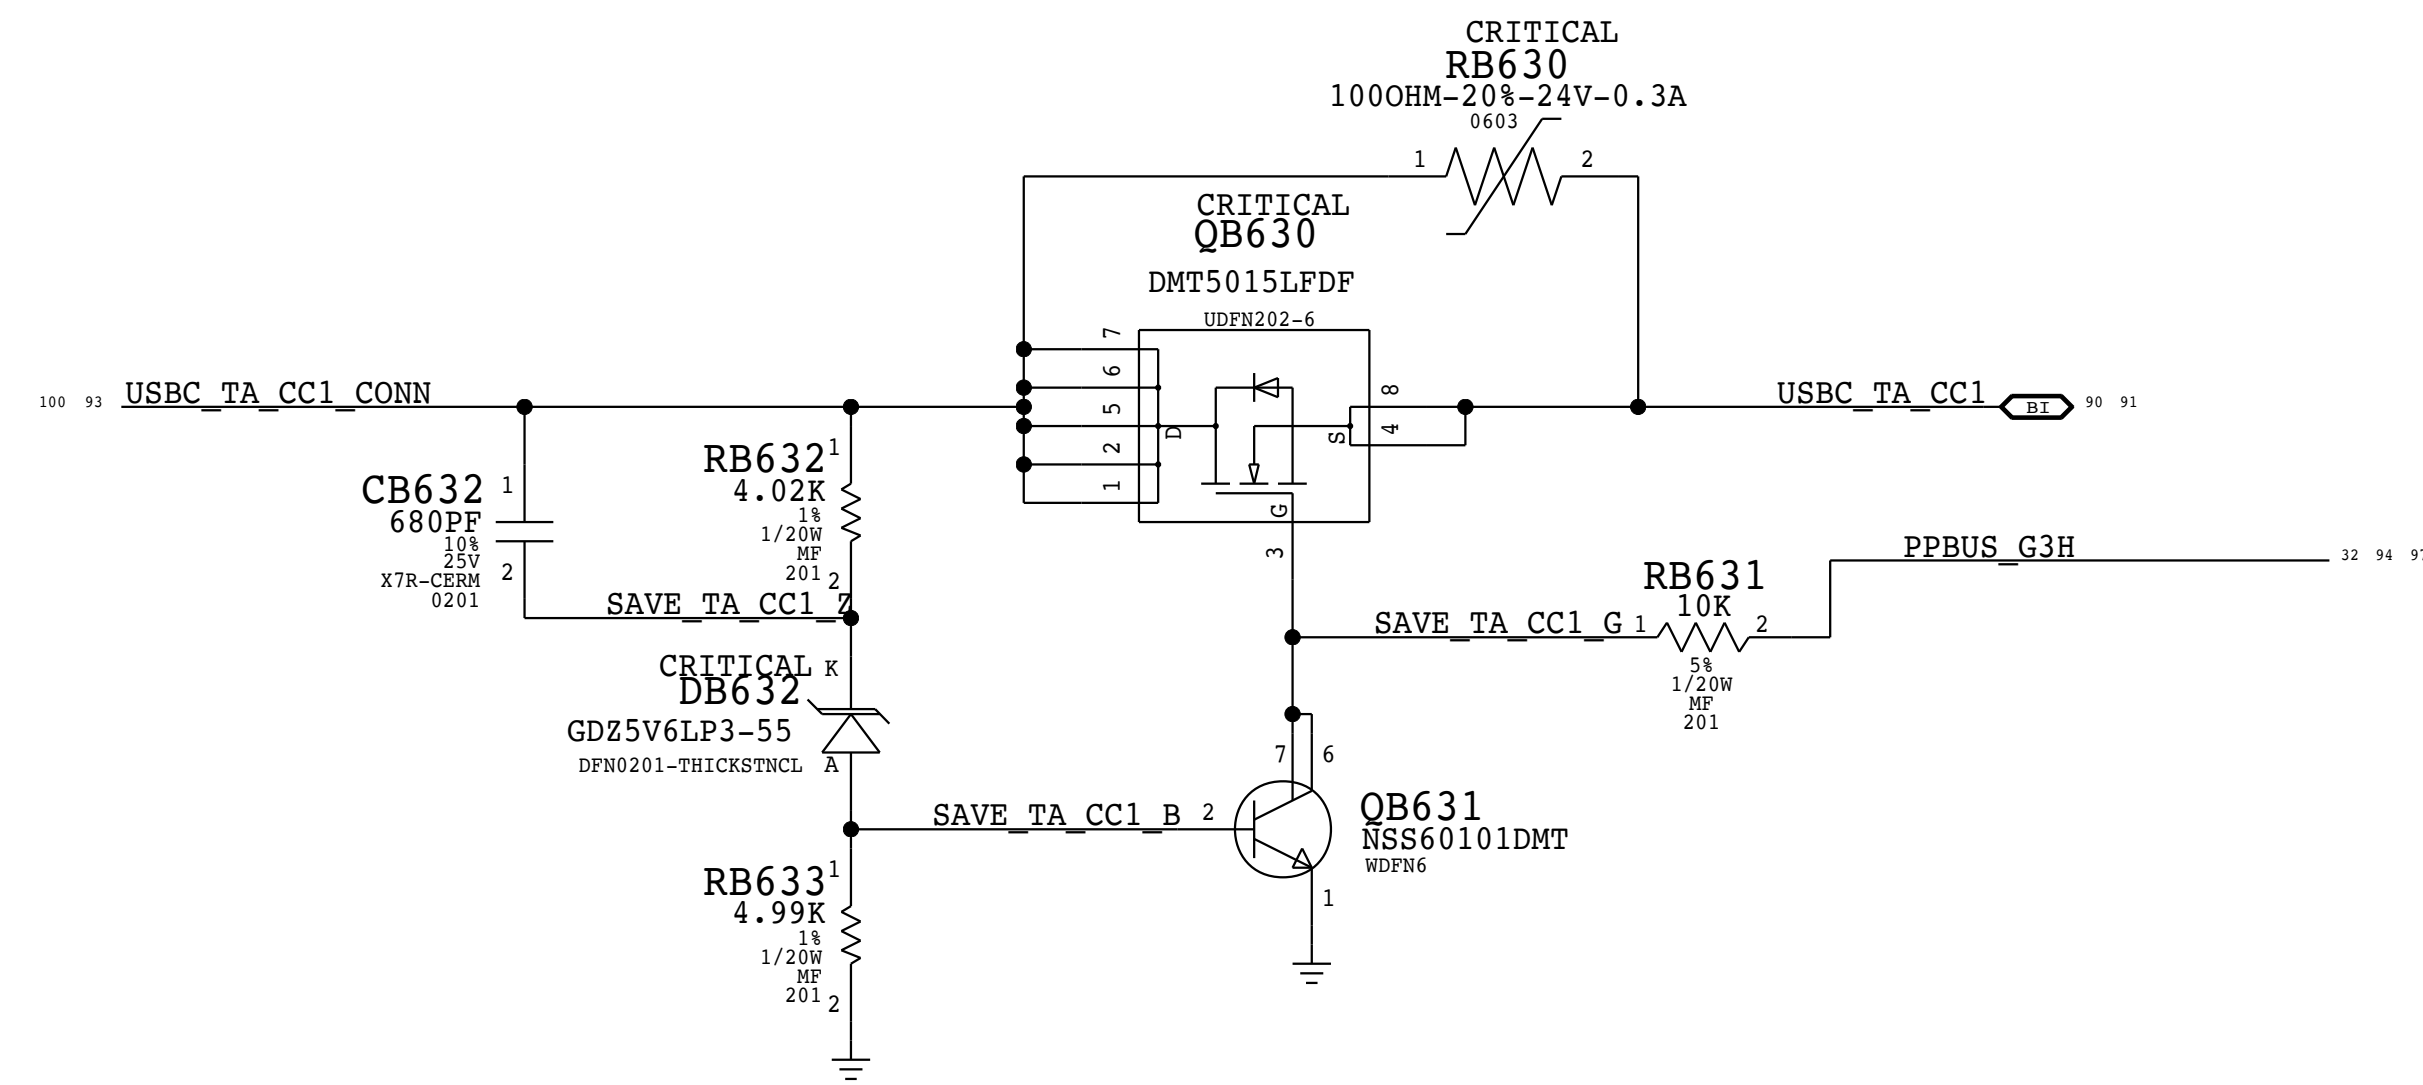 CRITICAL
RB630
100OHM-20%-24V-0.3A
0603
1
2
CRITICAL
QB630
DMT5015LFDF
UDFN202-6
7
6
5
2
1
D
S
G
8
4
3
100 93
USBC_TA_CC1_CONN
USBC_TA_CC1
BI
90 91
CB632
680PF
10%
25V
X7R-CERM
0201
1
2
RB632
4.02K
1%
1/20W
MF
201
1
2
SAVE_TA_CC1_Z
CRITICAL
DB632
GDZ5V6LP3-55
DFN0201-THICKSTNCL
K
A
PPBUS_G3H
32 94
SAVE_TA_CC1_G
RB631
10K
1
2
5%
1/20W
MF
201
7
6
SAVE_TA_CC1_B
2
QB631
NSS60101DMT
WDFN6
1
RB633
4.99K
1%
1/20W
MF
201
1
2